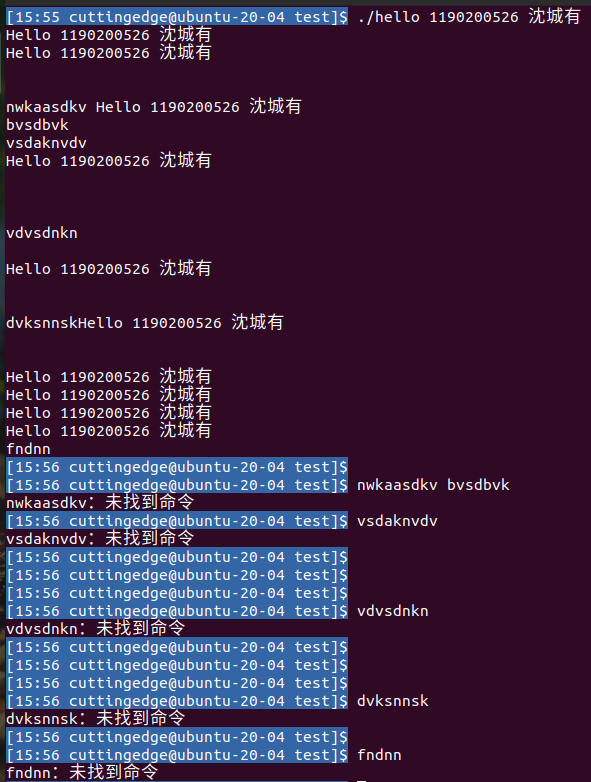 [15:55 cuttingedge@ubuntu-20-04 test]$ ./hello 1190200526 沈城有
Hello 1190200526 沈城有
Hello 1190200526 沈城有
nwkaasdkv Hello 1190200526 沈城有
bvsdbvk
vsdaknvdv
Hello 1190200526 沈城有
vdvsdnkn
Hello 1190200526 沈城有
dvksnnskHello 1190200526 沈城有
Hello 1190200526 沈城有
Hello 1190200526 沈城有
Hello 1190200526 沈城有
Hello 1190200526 沈城有
fndnn
[15:56 cuttingedge@ubuntu-20-04 test]$
[15:56 cuttingedge@ubuntu-20-04 test]$ nwkaasdkv bvsdbvk
nwkaasdkv：未找到命令
[15:56 cuttingedge@ubuntu-20-04 test]$ vsdaknvdv
vsdaknvdv：未找到命令
[15:56 cuttingedge@ubuntu-20-04 test]$
[15:56 cuttingedge@ubuntu-20-04 test]$
[15:56 cuttingedge@ubuntu-20-04 test]$
[15:56 cuttingedge@ubuntu-20-04 test]$ vdvsdnkn
vdvsdnkn：未找到命令
[15:56 cuttingedge@ubuntu-20-04 test]$
[15:56 cuttingedge@ubuntu-20-04 test]$
[15:56 cuttingedge@ubuntu-20-04 test]$
[15:56 cuttingedge@ubuntu-20-04 test]$ dvksnnsk
dvksnnsk：未找到命令
[15:56 cuttingedge@ubuntu-20-04 test]$
[15:56 cuttingedge@ubuntu-20-04 test]$ fndnn
fndnn：未找到命令